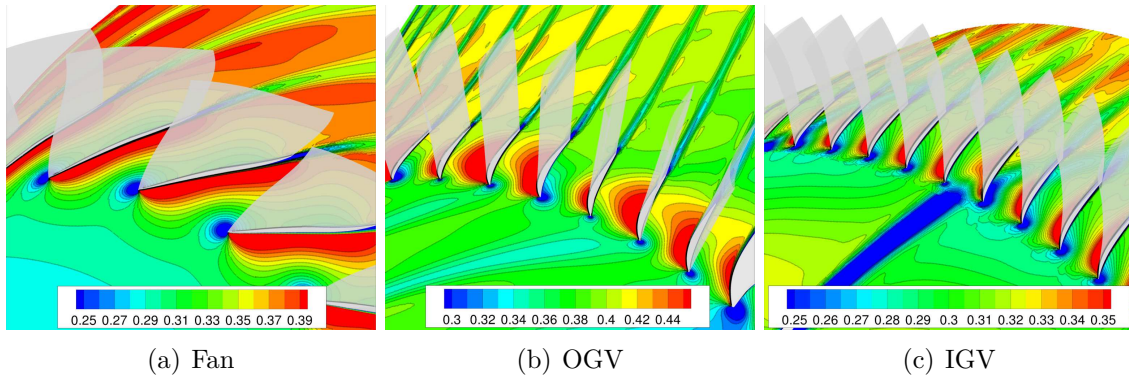 0.25 0.27 0.29 0.31 0.33 0.35 0.37 0.39
0.3 0.32 0.34 0.36 0.38 0.4 0.42 0.44
0.25 0.26 0.27 0.28 0.29 0.3 0.31 0.32 0.33 0.34 0.35
(a) Fan
(b) OGV
(c) IGV